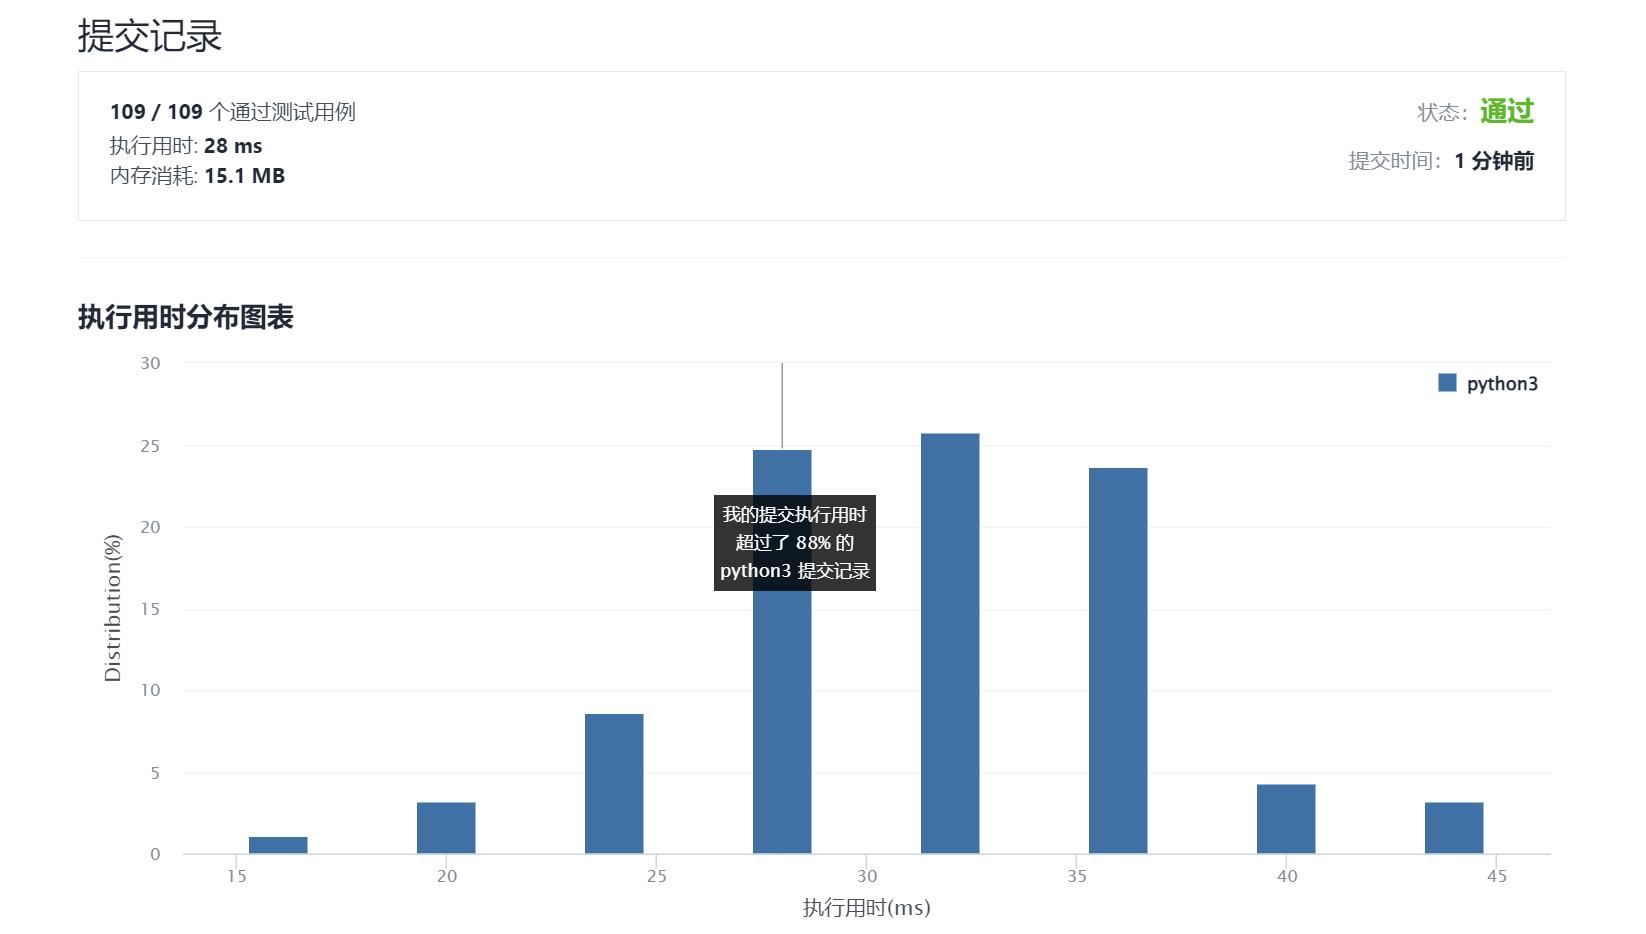 提交记录
109 / 109 个通过测试用例
状态：通过
执行用时: 28 ms
提交时间：1 分钟前
内存消耗: 15.1 MB
执行用时分布图表
30
python3
25
我的提交执行用时
超过了 88% 的
python3 提交记录
20
15
10
5
0
Distribution(%)
15 20 25 30 35 40 45
执行用时(ms)